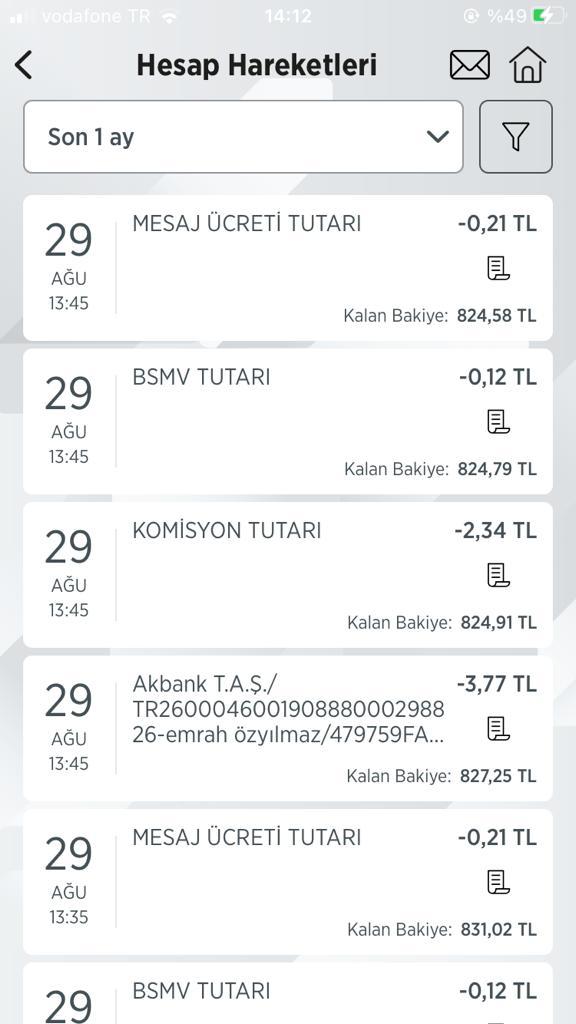 vodafone TR 14:12 %49
Hesap Hareketleri
Son 1 ay
29
AĞU
13:45
MESAJ ÜCRETİ TUTARI
-0,21 TL
Kalan Bakiye: 824,58 TL
29
AĞU
13:45
BSMV TUTARI
-0,12 TL
Kalan Bakiye: 824,79 TL
29
AĞU
13:45
KOMİSYON TUTARI
-2,34 TL
Kalan Bakiye: 824,91 TL
29
AĞU
13:45
Akbank T.A.Ş./
TR2600046001908880002988
26-emrah özyılmaz/479759FA...
-3,77 TL
Kalan Bakiye: 827,25 TL
29
AĞU
13:35
MESAJ ÜCRETİ TUTARI
-0,21 TL
Kalan Bakiye: 831,02 TL
29
BSMV TUTARI
-0,12 TL